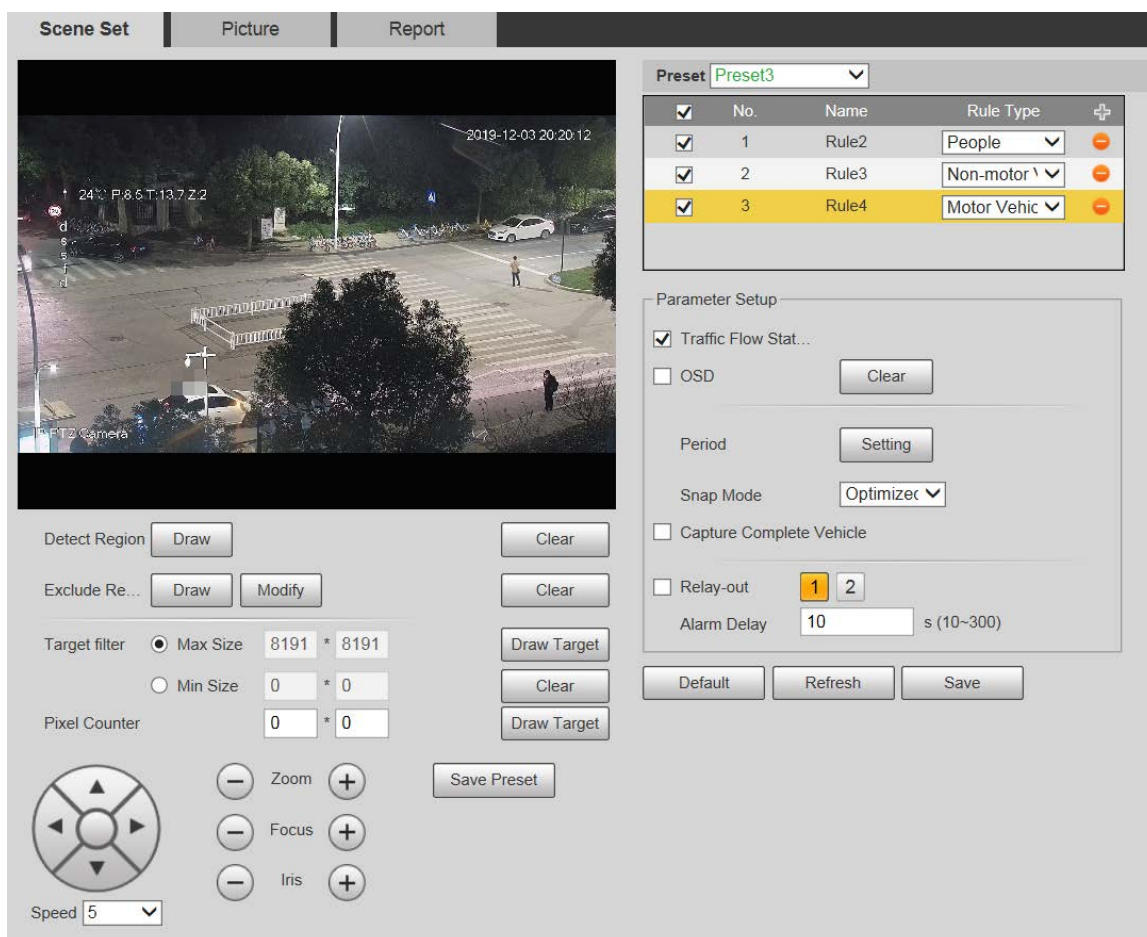 Scene Set Picture Report
Preset Preset3
No. Name Rule Type
1 Rule2 People
2 Rule3 Non-motor
3 Rule4 Motor Vehic
2019-12-03 20:20:12
24℃ P:8.5 T:13.7 Z:2
d
s
s
f
d
PTZ Camera
Parameter Setup
Traffic Flow Stat...
OSD Clear
Period Setting
Snap Mode Optimizec
Capture Complete Vehicle
Relay-out 1 2
Alarm Delay 10 s (10~300)
Default Refresh Save
Detect Region Draw Clear
Exclude Re... Draw Modify Clear
Target filter Max Size 8191 * 8191 Draw Target
Min Size 0 * 0 Clear
Pixel Counter 0 * 0 Draw Target
Zoom Save Preset
Focus
Iris
Speed 5